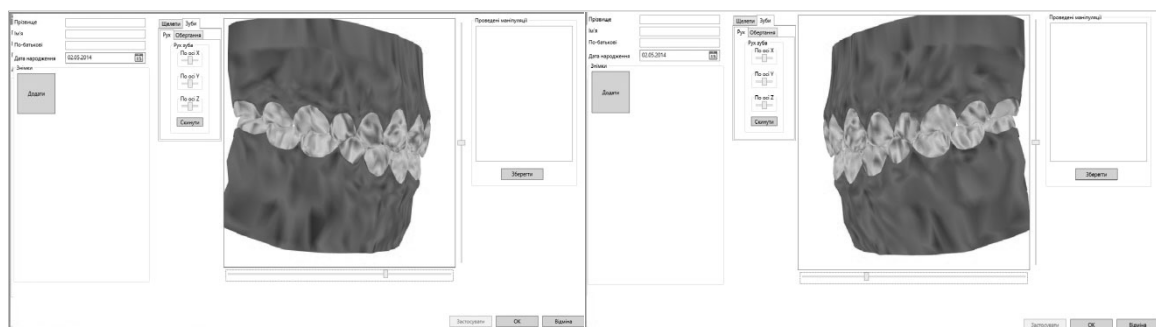 Прізвище
Ім'я
По-батькові
Дата народження 02.05.2014
Знімки
Додати
Щелепи Зуби
Рух Обертання
Рух зуба
По осі X
По осі Y
По осі Z
Скинути
Проведені маніпуляції
Зберегти
Застосувати ОК Відміна
Прізвище
Ім'я
По-батькові
Дата народження 02.05.2014
Знімки
Додати
Щелепи Зуби
Рух Обертання
Рух зуба
По осі X
По осі Y
По осі Z
Скинути
Проведені маніпуляції
Зберегти
Застосувати ОК Відміна